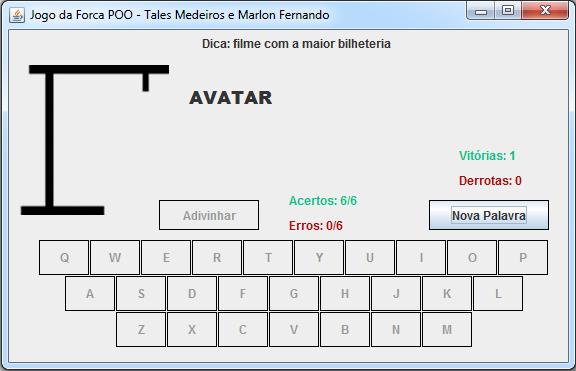 Jogo da Forca POO - Tales Medeiros e Marlon Fernando
Dica: filme com a maior bilheteria
AVATAR
Vitórias: 1
Derrotas: 0
Adivinhar
Acertos: 6/6
Erros: 0/6
Nova Palavra
Q W E R T Y U I O P
A S D F G H J K L
Z X C V B N M